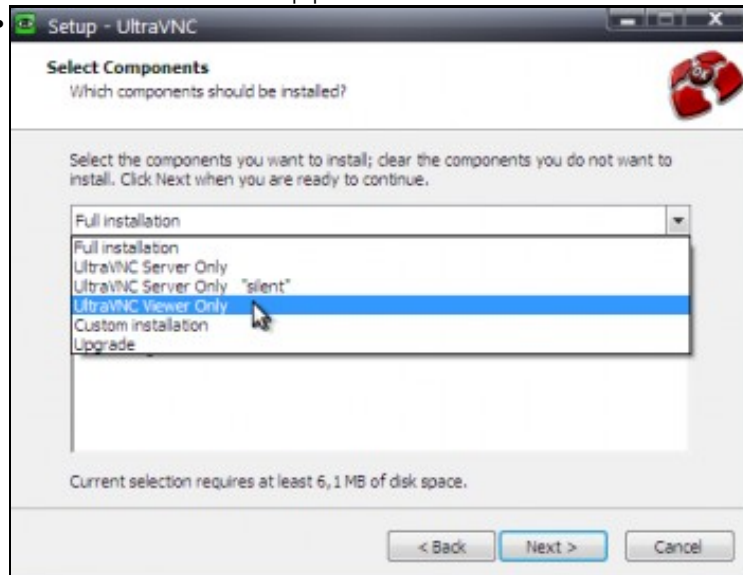 Setup - UltraVNC
Select Components
Which components should be installed?
Select the components you want to install; clear the components you do not want to
install. Click Next when you are ready to continue.
Full installation
Full installation
UltraVNC Server Only
UltraVNC Server Only "silent"
UltraVNC Viewer Only
Custom installation
Upgrade
Current selection requires at least 6,1 MB of disk space.
< Back Next > Cancel